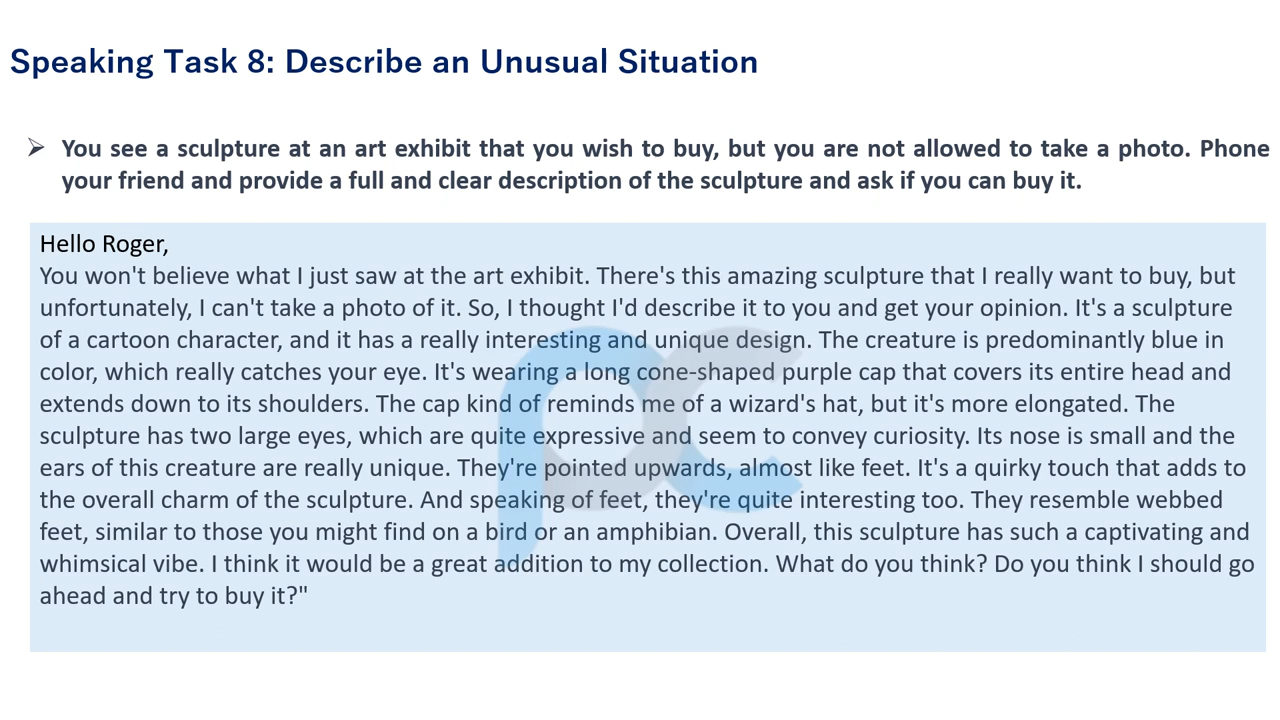 Speaking Task 8: Describe an Unusual Situation
➢ You see a sculpture at an art exhibit that you wish to buy, but you are not allowed to take a photo. Phone
your friend and provide a full and clear description of the sculpture and ask if you can buy it.
Hello Roger,
You won't believe what I just saw at the art exhibit. There's this amazing sculpture that I really want to buy, but
unfortunately, I can't take a photo of it. So, I thought I'd describe it to you and get your opinion. It's a sculpture
of a cartoon character, and it has a really interesting and unique design. The creature is predominantly blue in
color, which really catches your eye. It's wearing a long cone-shaped purple cap that covers its entire head and
extends down to its shoulders. The cap kind of reminds me of a wizard's hat, but it's more elongated. The
sculpture has two large eyes, which are quite expressive and seem to convey curiosity. Its nose is small and the
ears of this creature are really unique. They're pointed upwards, almost like feet. It's a quirky touch that adds to
the overall charm of the sculpture. And speaking of feet, they're quite interesting too. They resemble webbed
feet, similar to those you might find on a bird or an amphibian. Overall, this sculpture has such a captivating and
whimsical vibe. I think it would be a great addition to my collection. What do you think? Do you think I should go
ahead and try to buy it?"
pc